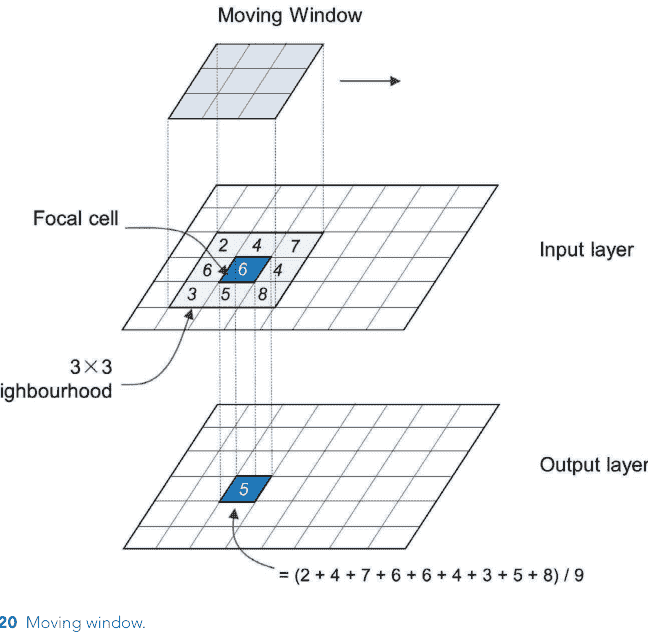 Moving Window
Focal cell
2 4 7
6 6 4
3 5 8
Input layer
3×3
ighbourhood
Output layer
5
= (2 + 4 + 7 + 6 + 6 + 4 + 3 + 5 + 8) / 9
20 Moving window.